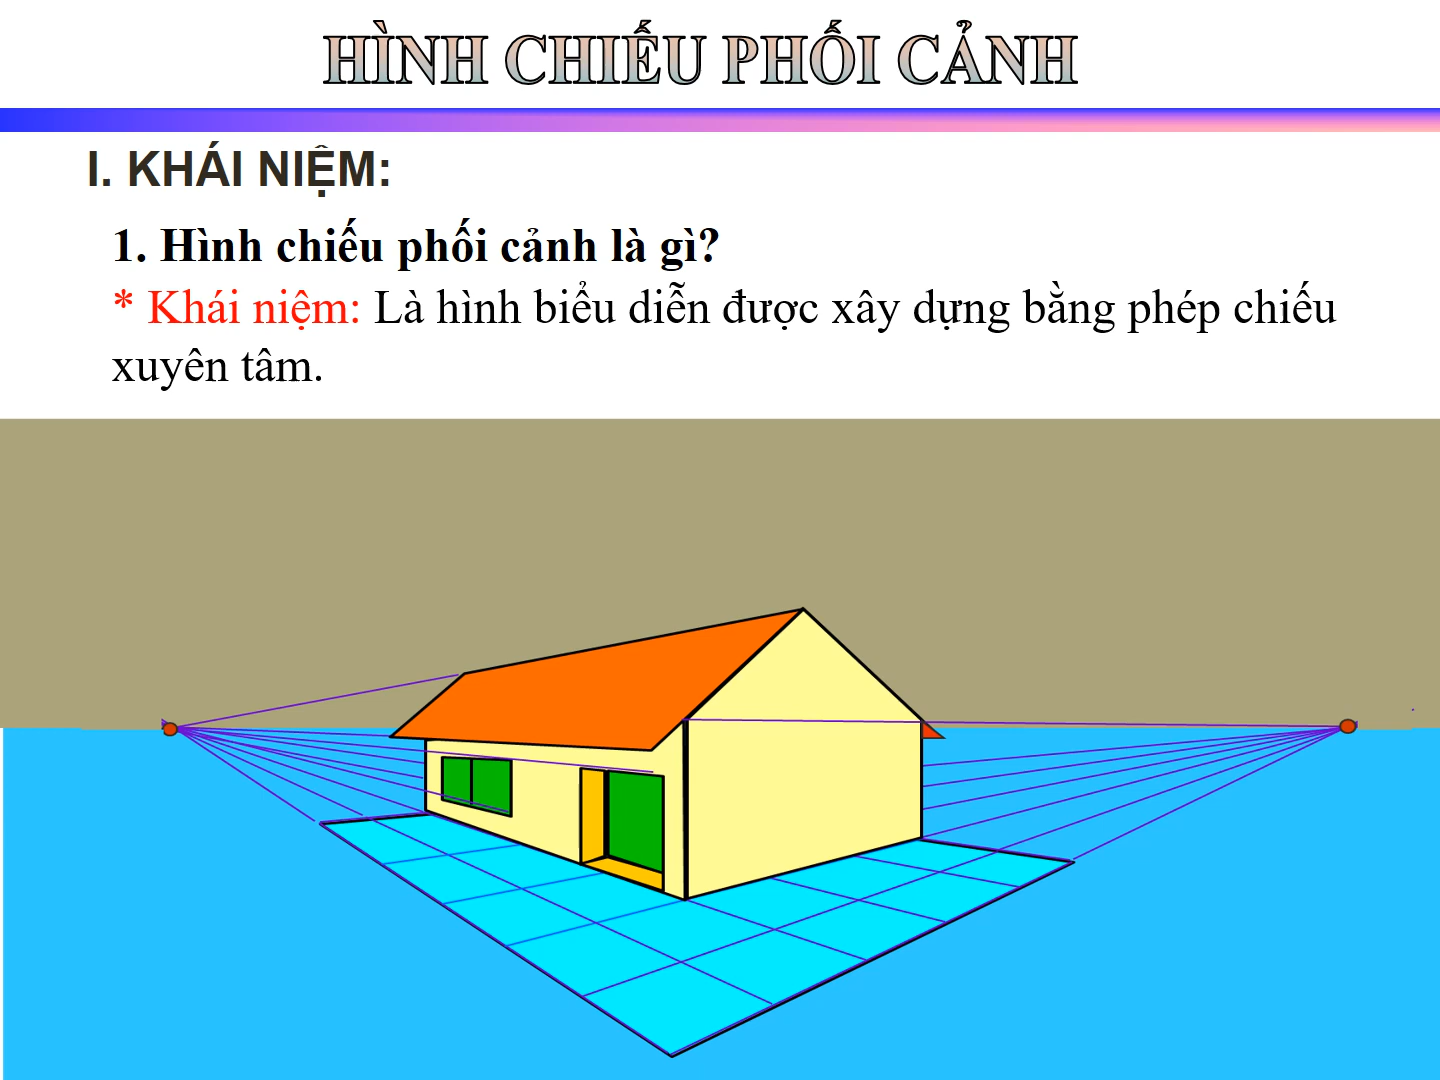 HÌNH CHIẾU PHỐI CẢNH
I. KHÁI NIỆM:
1. Hình chiếu phối cảnh là gì?
* Khái niệm: Là hình biểu diễn được xây dựng bằng phép chiếu
xuyên tâm.